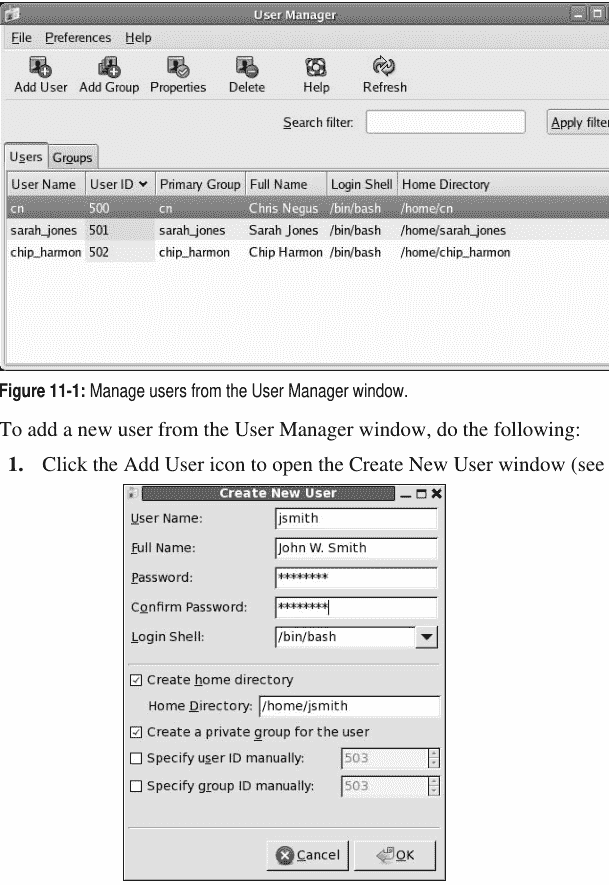 User Manager
File Preferences Help
Add User Add Group Properties Delete Help Refresh
Search filter: Apply filter
Users Groups
User Name User ID Primary Group Full Name Login Shell Home Directory
cn 500 cn Chris Negus /bin/bash /home/cn
sarah_jones 501 sarah_jones Sarah Jones /bin/bash /home/sarah_jones
chip_harmon 502 chip_harmon Chip Harmon /bin/bash /home/chip_harmon
Figure 11-1: Manage users from the User Manager window.
To add a new user from the User Manager window, do the following:
1. Click the Add User icon to open the Create New User window (see
Create New User
User Name: jsmith
Full Name: John W. Smith
Password: ********
Confirm Password: ********
Login Shell: /bin/bash
Create home directory
Home Directory: /home/jsmith
Create a private group for the user
Specify user ID manually: 503
Specify group ID manually: 503
Cancel OK